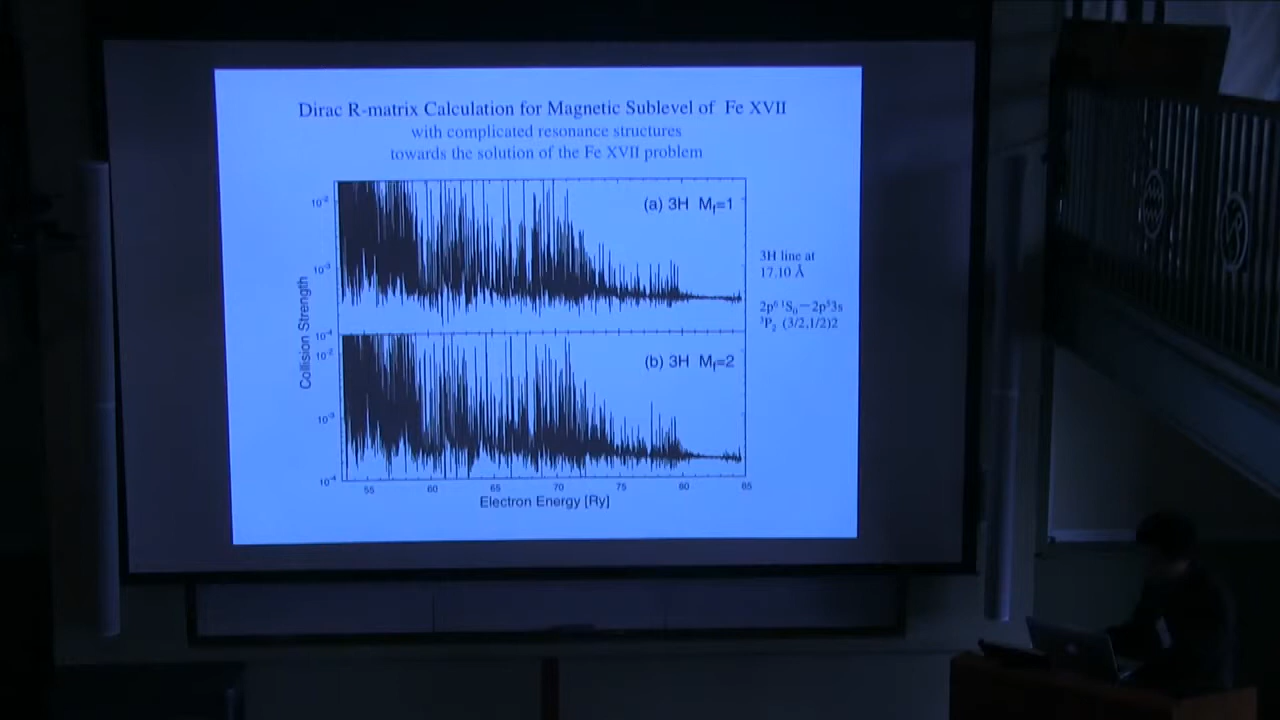 Dirac R-matrix Calculation for Magnetic Sublevel of Fe XVII
with complicated resonance structures
towards the solution of the Fe XVII problem
(a) 3H Mf=1
10-2
10-3
10-4
3H line at
17.10 Å
2p6 1S0—2p53s
3P2 (3/2,1/2)2
Collision Strength
(b) 3H Mf=2
10-2
10-3
10-4
55 60 65 70 75 80 85
Electron Energy [Ry]